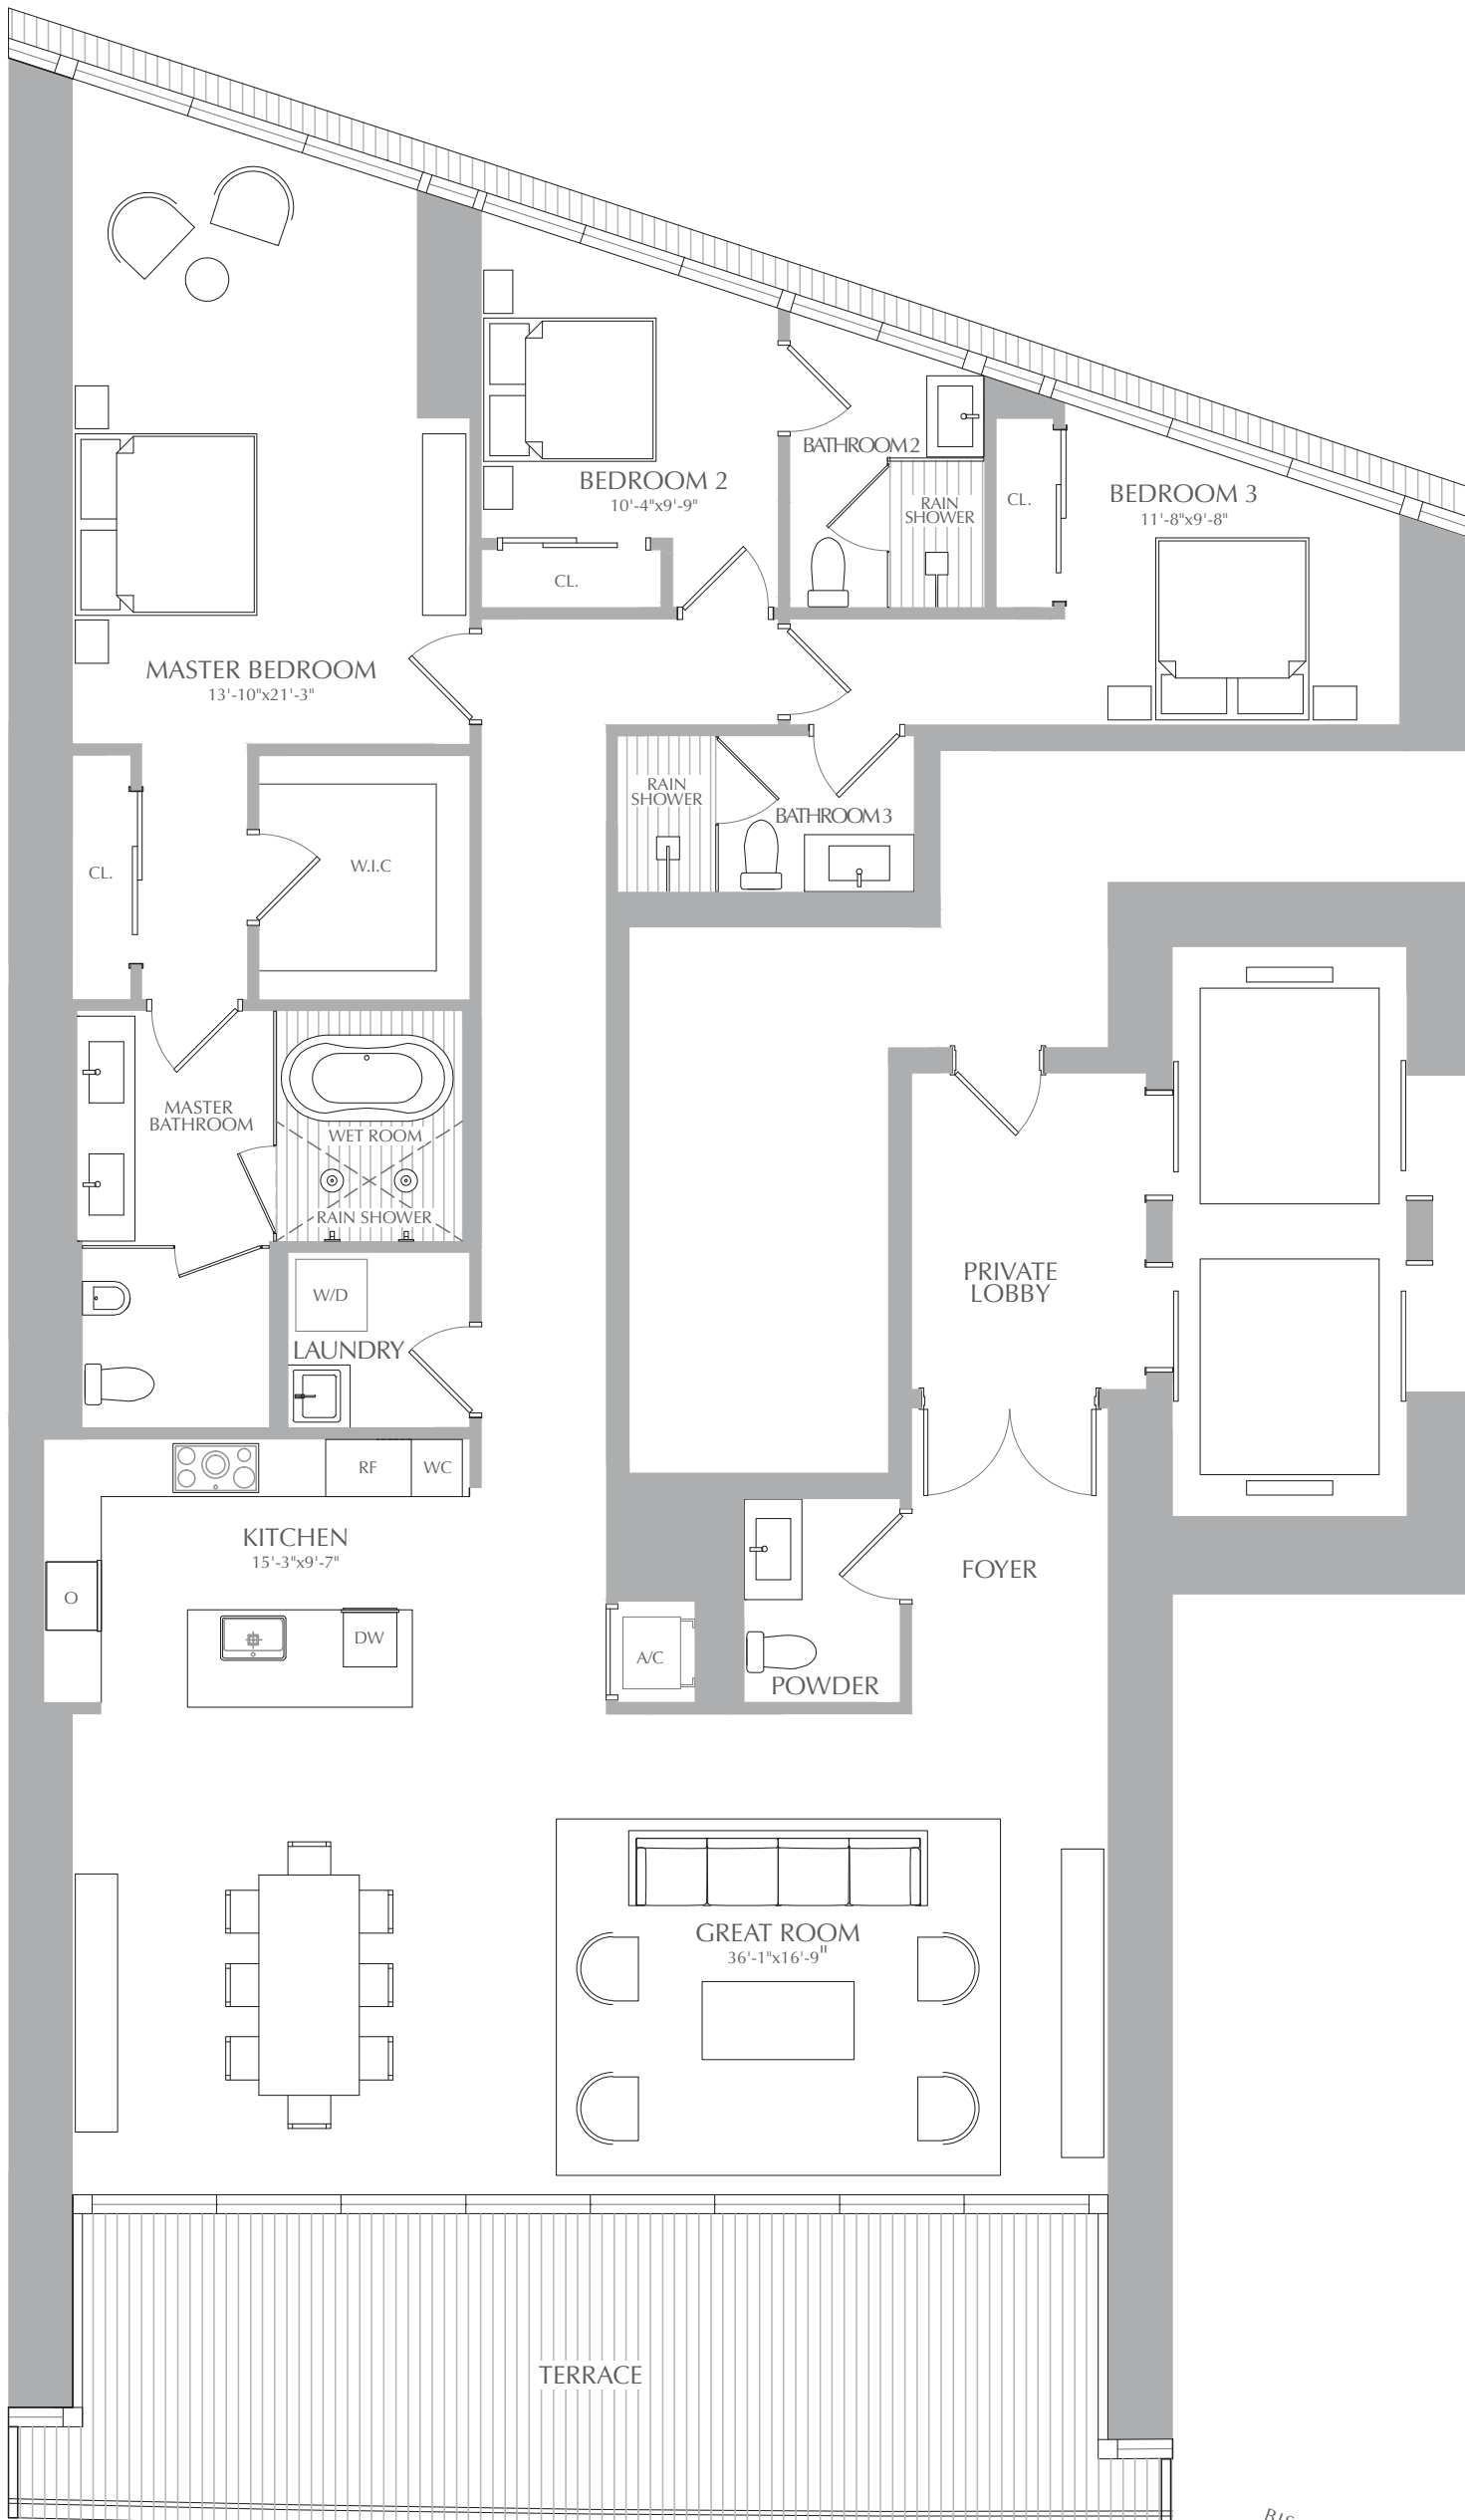 BEDROOM 2
10'-4"x9'-9"
CL.
BATHROOM 2
RAIN
SHOWER
CL.
BEDROOM 3
11'-8"x9'-8"
MASTER BEDROOM
13'-10"x21'-3"
CL.
W.I.C
RAIN
SHOWER
BATHROOM 3
MASTER
BATHROOM
WET ROOM
RAIN SHOWER
W/D
LAUNDRY
PRIVATE
LOBBY
RF
WC
KITCHEN
15'-3"x9'-7"
O
DW
A/C
POWDER
FOYER
GREAT ROOM
36'-1"x16'-9"
TERRACE